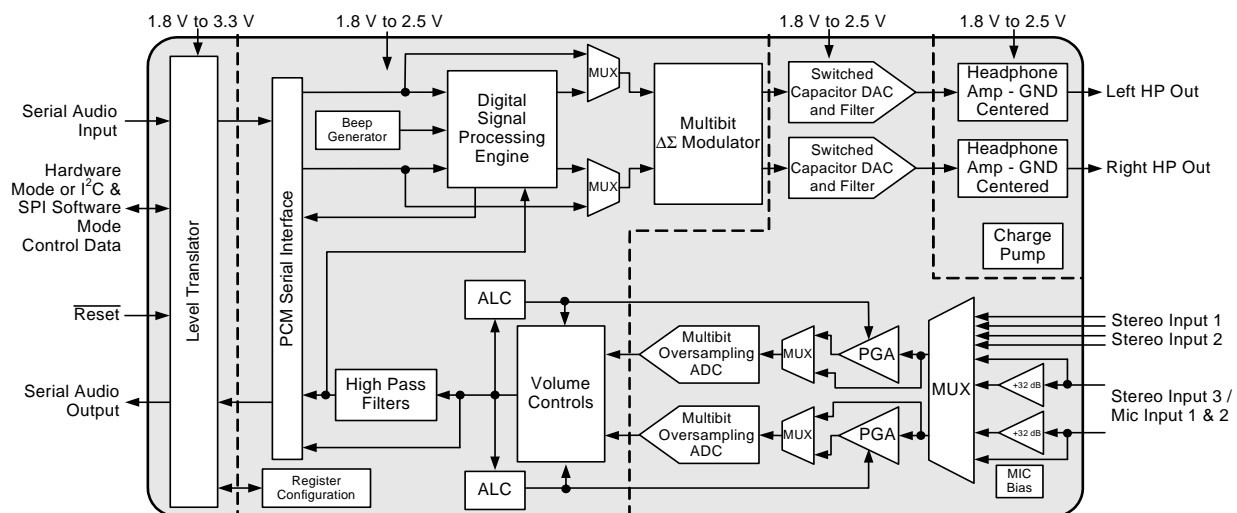 1.8 V to 3.3 V
1.8 V to 2.5 V
1.8 V to 2.5 V
1.8 V to 2.5 V
Serial Audio
Input
Hardware
Mode or I²C &
SPI Software
Mode
Control Data
Reset
Serial Audio
Output
Level Translator
PCM Serial Interface
Beep
Generator
Digital
Signal
Processing
Engine
MUX
MUX
Multibit
ΔΣ Modulator
Switched
Capacitor DAC
and Filter
Switched
Capacitor DAC
and Filter
Headphone
Amp - GND
Centered
Headphone
Amp - GND
Centered
Left HP Out
Right HP Out
Charge
Pump
ALC
High Pass
Filters
Volume
Controls
ALC
Register
Configuration
Multibit
Oversampling
ADC
Multibit
Oversampling
ADC
MUX
MUX
PGA
PGA
MUX
+32 dB
+32 dB
MIC
Bias
Stereo Input 1
Stereo Input 2
Stereo Input 3 /
Mic Input 1 & 2